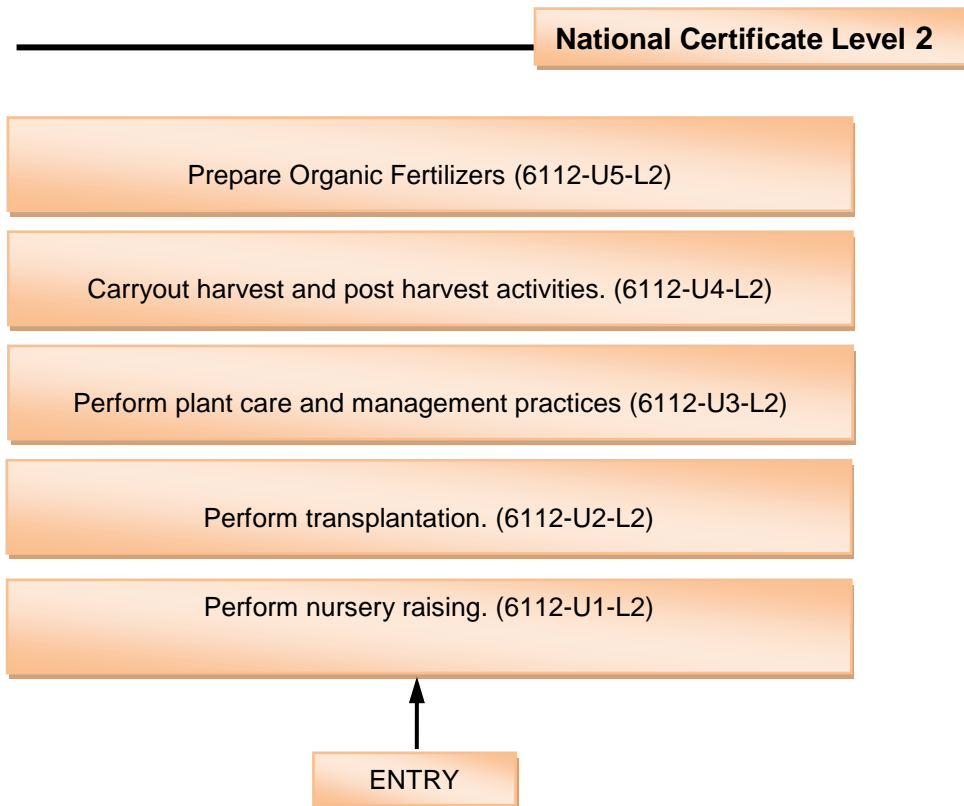 National Certificate Level 2
Prepare Organic Fertilizers (6112-U5-L2)
Carryout harvest and post harvest activities. (6112-U4-L2)
Perform plant care and management practices (6112-U3-L2)
Perform transplantation. (6112-U2-L2)
Perform nursery raising. (6112-U1-L2)
ENTRY